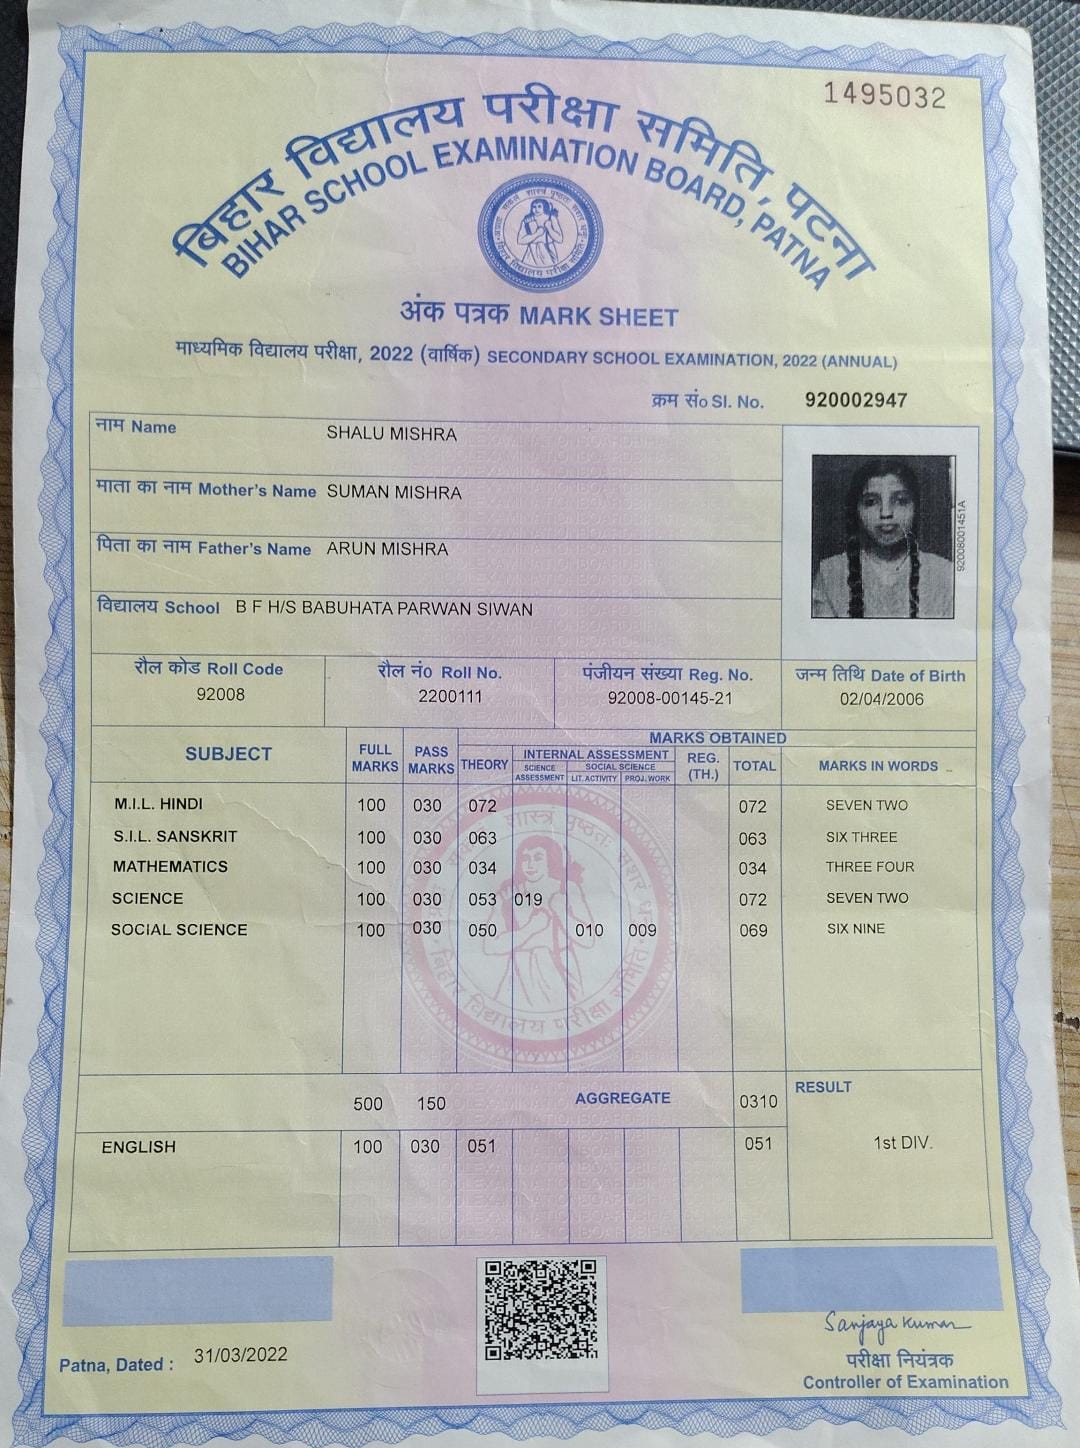 1495032
बिहार विद्यालय परीक्षा समिति, पटना
BIHAR SCHOOL EXAMINATION BOARD, PATNA
अंक पत्रक MARK SHEET
माध्यमिक विद्यालय परीक्षा, 2022 (वार्षिक) SECONDARY SCHOOL EXAMINATION, 2022 (ANNUAL)
क्रम सं० Sl. No. 920002947
नाम Name SHALU MISHRA
माता का नाम Mother's Name SUMAN MISHRA
पिता का नाम Father's Name ARUN MISHRA
विद्यालय School B F H/S BABUHATA PARWAN SIWAN
92008001451A
रौल कोड Roll Code रौल नं० Roll No. पंजीयन संख्या Reg. No. जन्म तिथि Date of Birth
92008 2200111 92008-00145-21 02/04/2006
SUBJECT FULL MARKS PASS MARKS MARKS OBTAINED
THEORY INTERNAL ASSESSMENT REG. (TH.) TOTAL MARKS IN WORDS
SCIENCE ASSESSMENT SOCIAL SCIENCE
LIT. ACTIVITY PROJ. WORK
M.I.L. HINDI 100 030 072 072 SEVEN TWO
S.I.L. SANSKRIT 100 030 063 063 SIX THREE
MATHEMATICS 100 030 034 034 THREE FOUR
SCIENCE 100 030 053 019 072 SEVEN TWO
SOCIAL SCIENCE 100 030 050 010 009 069 SIX NINE
बिहार विद्यालय परीक्षा समिति
500 150 AGGREGATE 0310 RESULT
ENGLISH 100 030 051 051 1st DIV.
Patna, Dated : 31/03/2022
Sanjaya Kumar
परीक्षा नियंत्रक
Controller of Examination